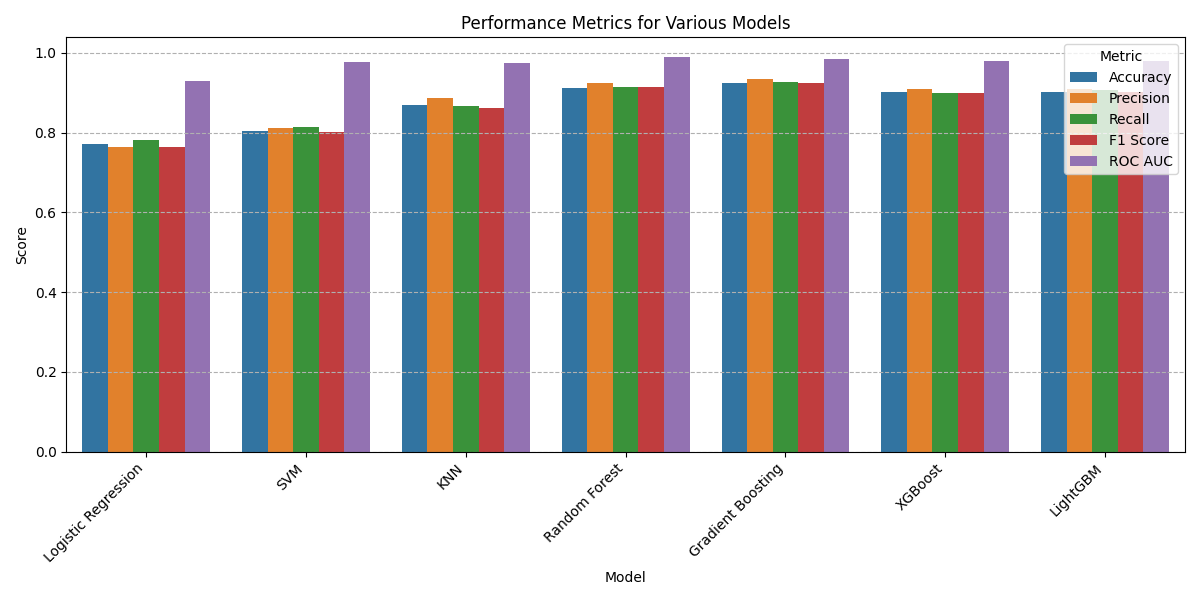 Performance Metrics for Various Models
Metric
Accuracy
Precision
Recall
F1 Score
ROC AUC
Score
1.0
0.8
0.6
0.4
0.2
0.0
Logistic Regression
SVM
KNN
Random Forest
Gradient Boosting
XGBoost
LightGBM
Model